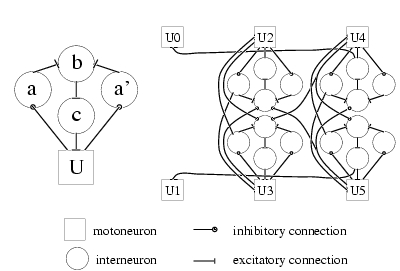 U0 U2 U4
b
a a'
c
U
U1 U3 U5
motoneuron inhibitory connection
interneuron excitatory connection